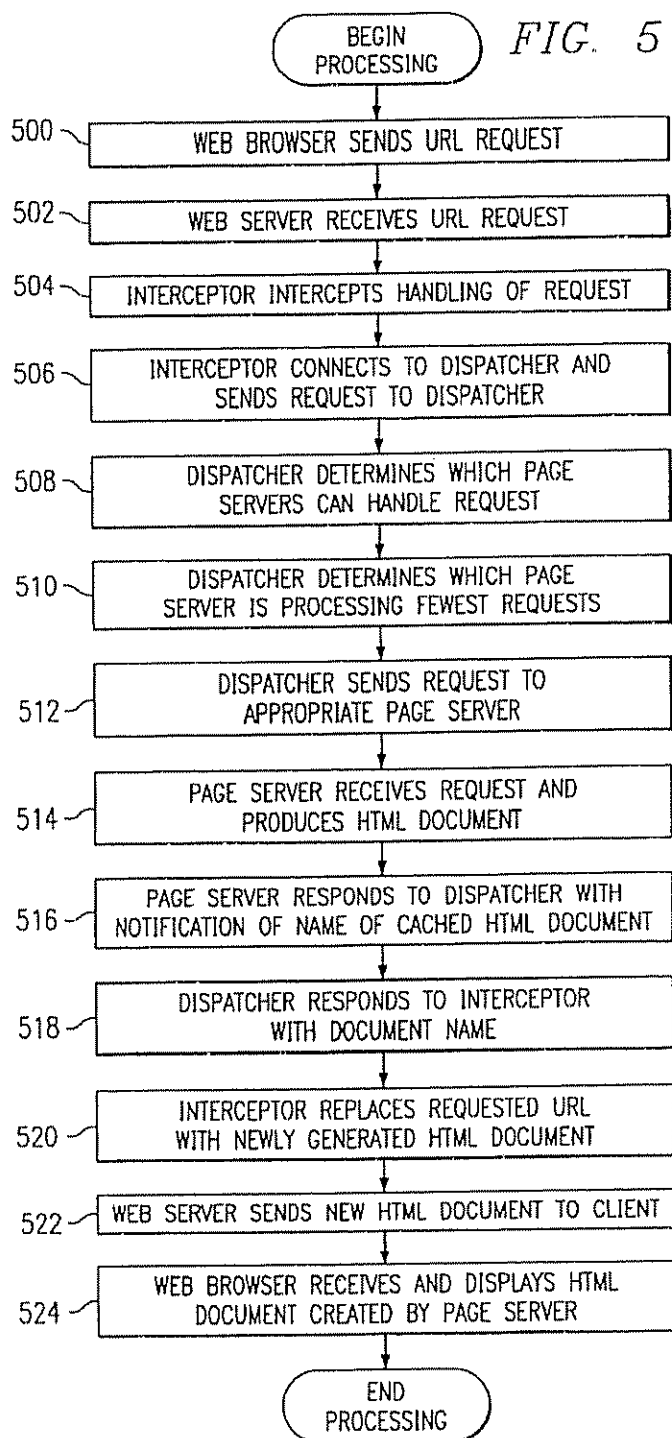 BEGIN
PROCESSING
FIG. 5
500
WEB BROWSER SENDS URL REQUEST
502
WEB SERVER RECEIVES URL REQUEST
504
INTERCEPTOR INTERCEPTS HANDLING OF REQUEST
506
INTERCEPTOR CONNECTS TO DISPATCHER AND
SENDS REQUEST TO DISPATCHER
508
DISPATCHER DETERMINES WHICH PAGE
SERVERS CAN HANDLE REQUEST
510
DISPATCHER DETERMINES WHICH PAGE
SERVER IS PROCESSING FEWEST REQUESTS
512
DISPATCHER SENDS REQUEST TO
APPROPRIATE PAGE SERVER
514
PAGE SERVER RECEIVES REQUEST AND
PRODUCES HTML DOCUMENT
516
PAGE SERVER RESPONDS TO DISPATCHER WITH
NOTIFICATION OF NAME OF CACHED HTML DOCUMENT
518
DISPATCHER RESPONDS TO INTERCEPTOR
WITH DOCUMENT NAME
520
INTERCEPTOR REPLACES REQUESTED URL
WITH NEWLY GENERATED HTML DOCUMENT
522
WEB SERVER SENDS NEW HTML DOCUMENT TO CLIENT
524
WEB BROWSER RECEIVES AND DISPLAYS HTML
DOCUMENT CREATED BY PAGE SERVER
END
PROCESSING